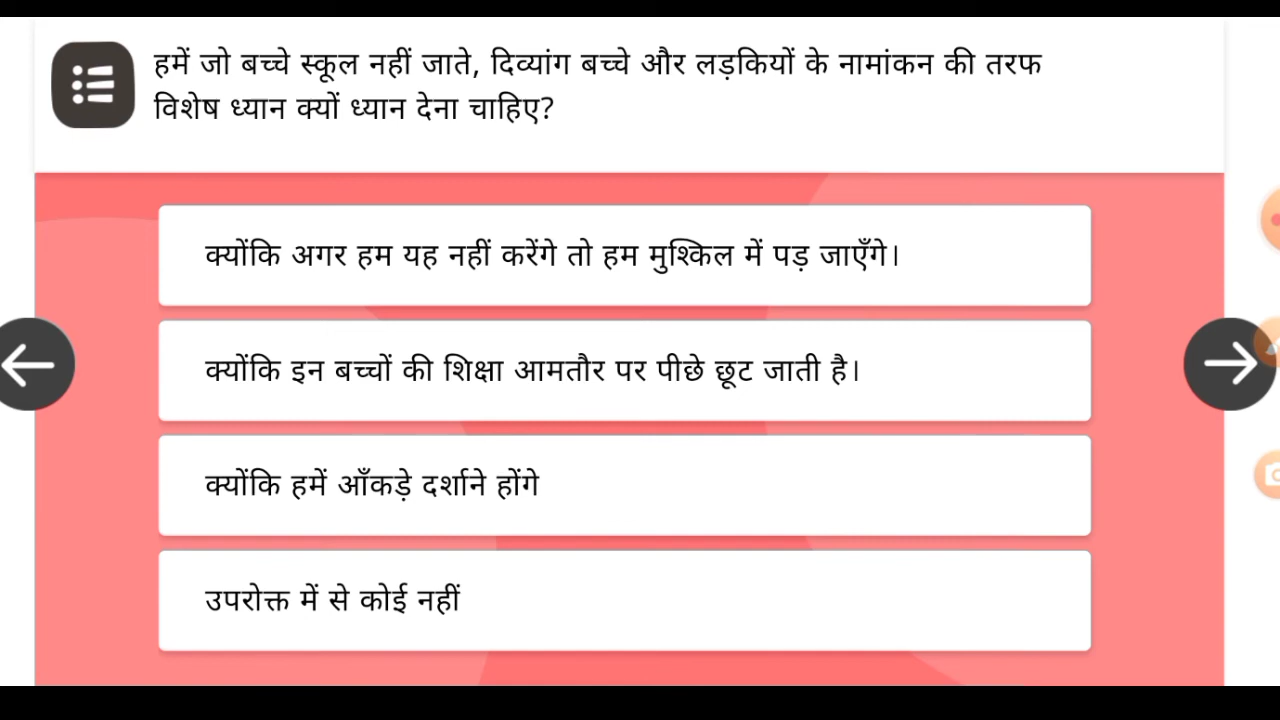 हमें जो बच्चे स्कूल नहीं जाते, दिव्यांग बच्चे और लड़कियों के नामांकन की तरफ
विशेष ध्यान क्यों ध्यान देना चाहिए?
क्योंकि अगर हम यह नहीं करेंगे तो हम मुश्किल में पड़ जाएँगे।
क्योंकि इन बच्चों की शिक्षा आमतौर पर पीछे छूट जाती है।
क्योंकि हमें आँकड़े दर्शाने होंगे
उपरोक्त में से कोई नहीं